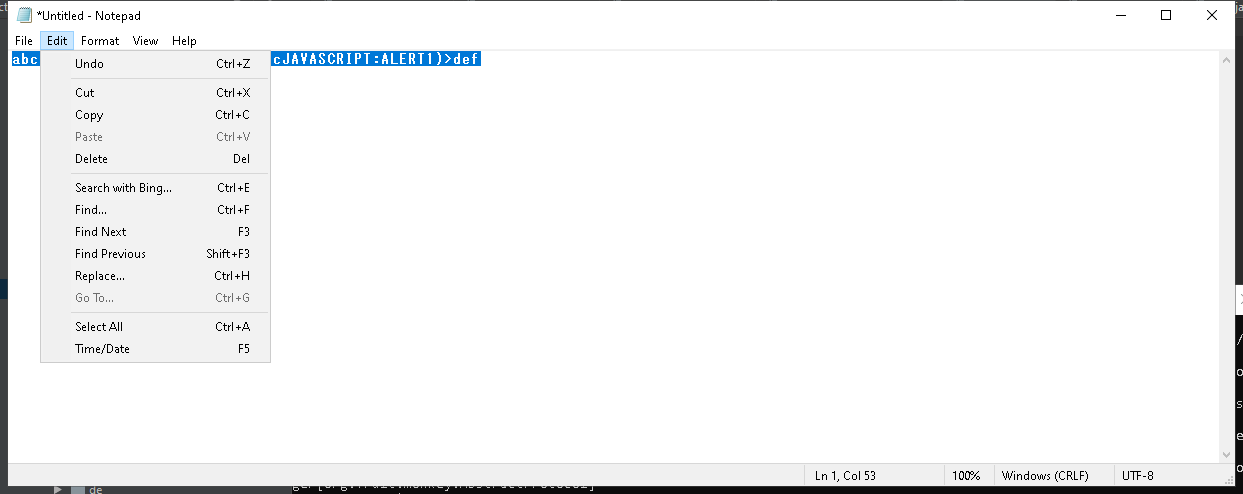 *Untitled - Notepad
File Edit Format View Help
abc cJAVASCRIPT:ALERT1)>def
Undo Ctrl+Z
Cut Ctrl+X
Copy Ctrl+C
Paste Ctrl+V
Delete Del
Search with Bing... Ctrl+E
Find... Ctrl+F
Find Next F3
Find Previous Shift+F3
Replace... Ctrl+H
Go To... Ctrl+G
Select All Ctrl+A
Time/Date F5
Ln 1, Col 53 100% Windows (CRLF) UTF-8
de